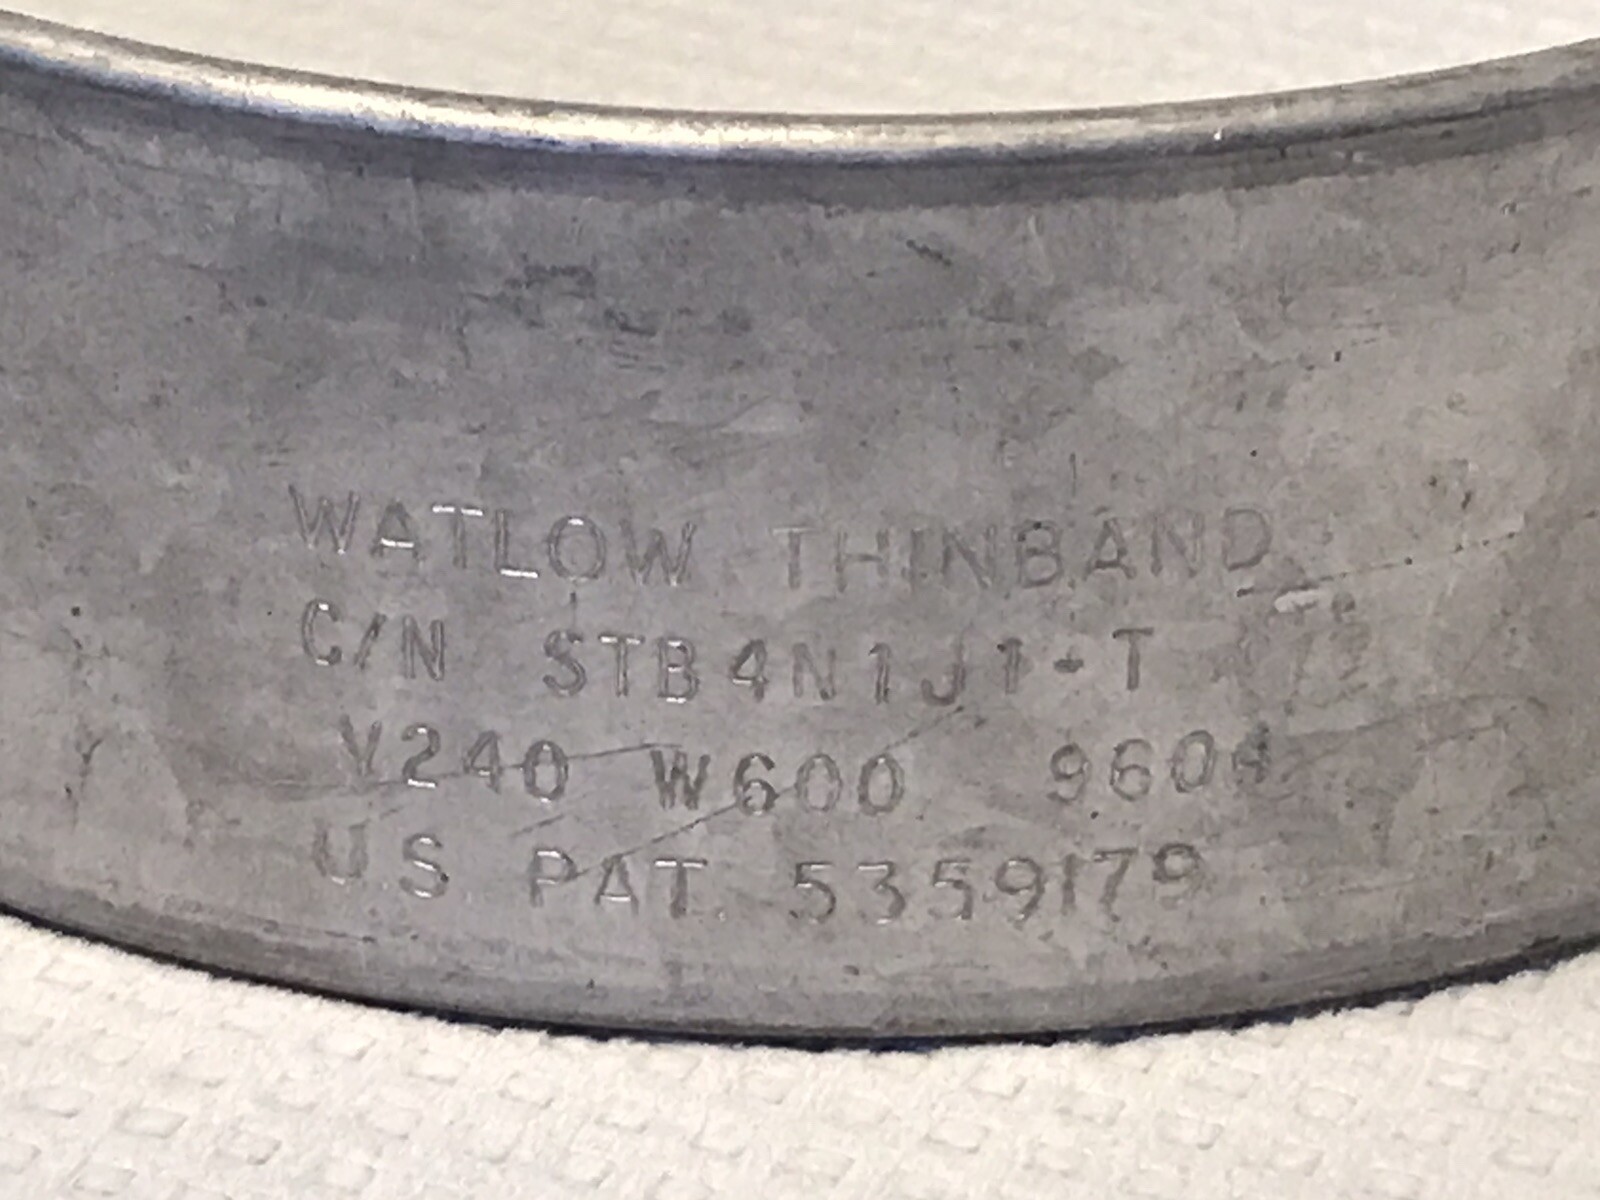 WATLOW THINBAND
C/N STB4N1J1-T
V240 W600 9604
US PAT. 5359179